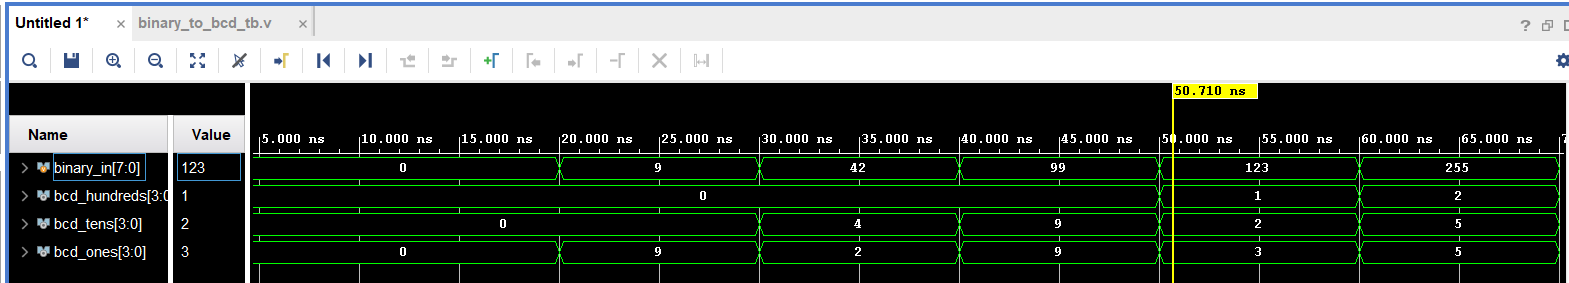 Untitled 1* × binary_to_bcd_tb.v ×
?
50.710 ns
Name Value
5.000 ns 10.000 ns 15.000 ns 20.000 ns 25.000 ns 30.000 ns 35.000 ns 40.000 ns 45.000 ns 50.000 ns 55.000 ns 60.000 ns 65.000 ns
binary_in[7:0] 123 0 9 42 99 123 255
bcd_hundreds[3:0 1 0 1 2
bcd_tens[3:0] 2 0 4 9 2 5
bcd_ones[3:0] 3 0 9 2 9 3 5